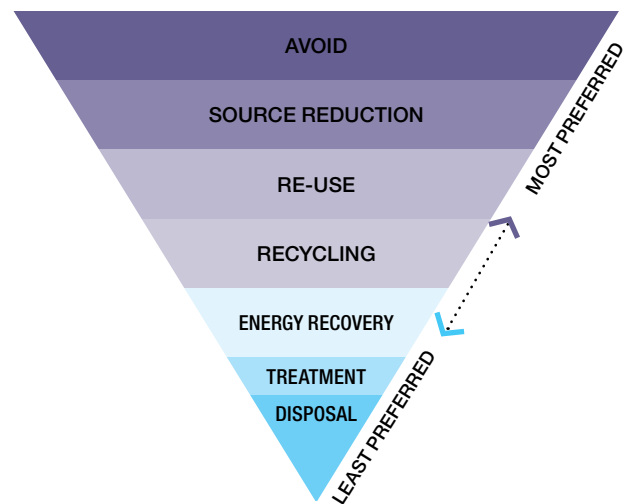 AVOID
SOURCE REDUCTION
RE-USE
RECYCLING
ENERGY RECOVERY
TREATMENT
DISPOSAL
MOST PREFERRED
LEAST PREFERRED